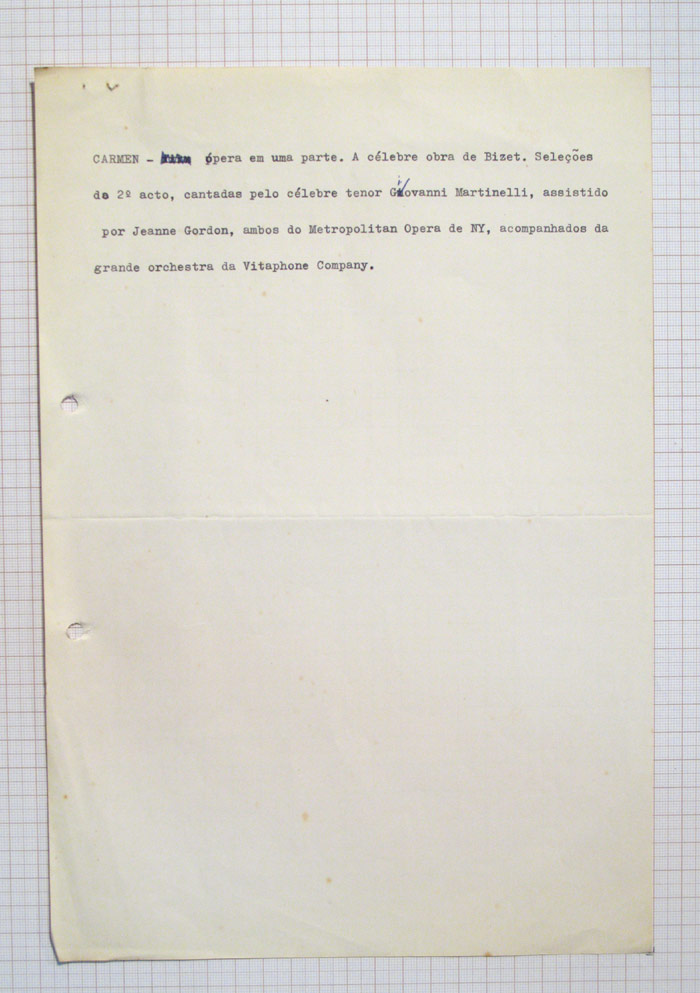 CARMEN - ópera em uma parte. A célebre obra de Bizet. Seleções
do 2º acto, cantadas pelo célebre tenor Giovanni Martinelli, assistido
por Jeanne Gordon, ambos do Metropolitan Opera de NY, acompanhados da
grande orchestra da Vitaphone Company.